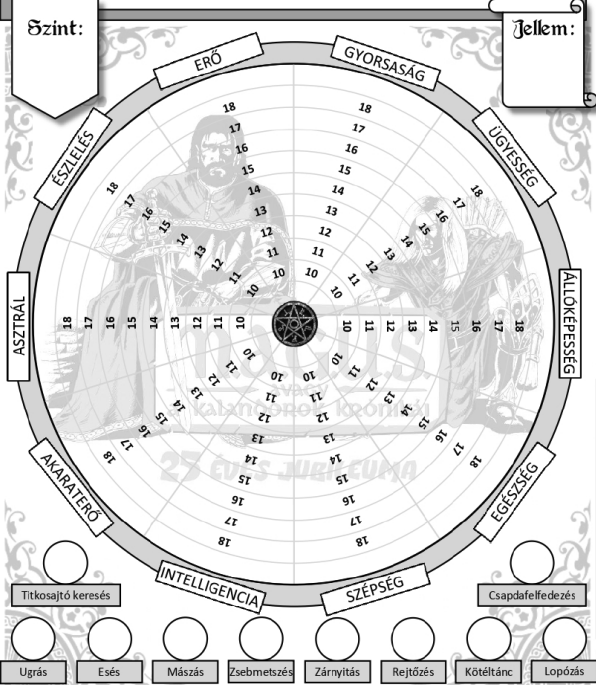 Szint:
Jellem:
ERŐ
18 17 16 15 14 13 12 11 10
GYORSASÁG
18 17 16 15 14 13 12 11 10
ÜGYESSÉG
18 17 16 15 14 13 12 11 10
ÁLLÓKÉPESSÉG
10 11 12 13 14 15 16 17 18
EGÉSZSÉG
10 11 12 13 14 15 16 17 18
SZÉPSÉG
10 11 12 13 14 15 16 17 18
INTELLIGENCIA
10 11 12 13 14 15 16 17 18
AKARATERŐ
10 11 12 13 14 15 16 17 18
ASZTRÁL
18 17 16 15 14 13 12 11 10
ÉSZLELÉS
18 17 16 15 14 13 12 11 10
kalandorok krónikái
25 ÉVES JUBILEUMA
Titkosajtó keresés
Csapdafelfedezés
Ugrás
Esés
Mászás
Zsebmetszés
Zárnyitás
Rejtőzés
Kötéltánc
Lopózás